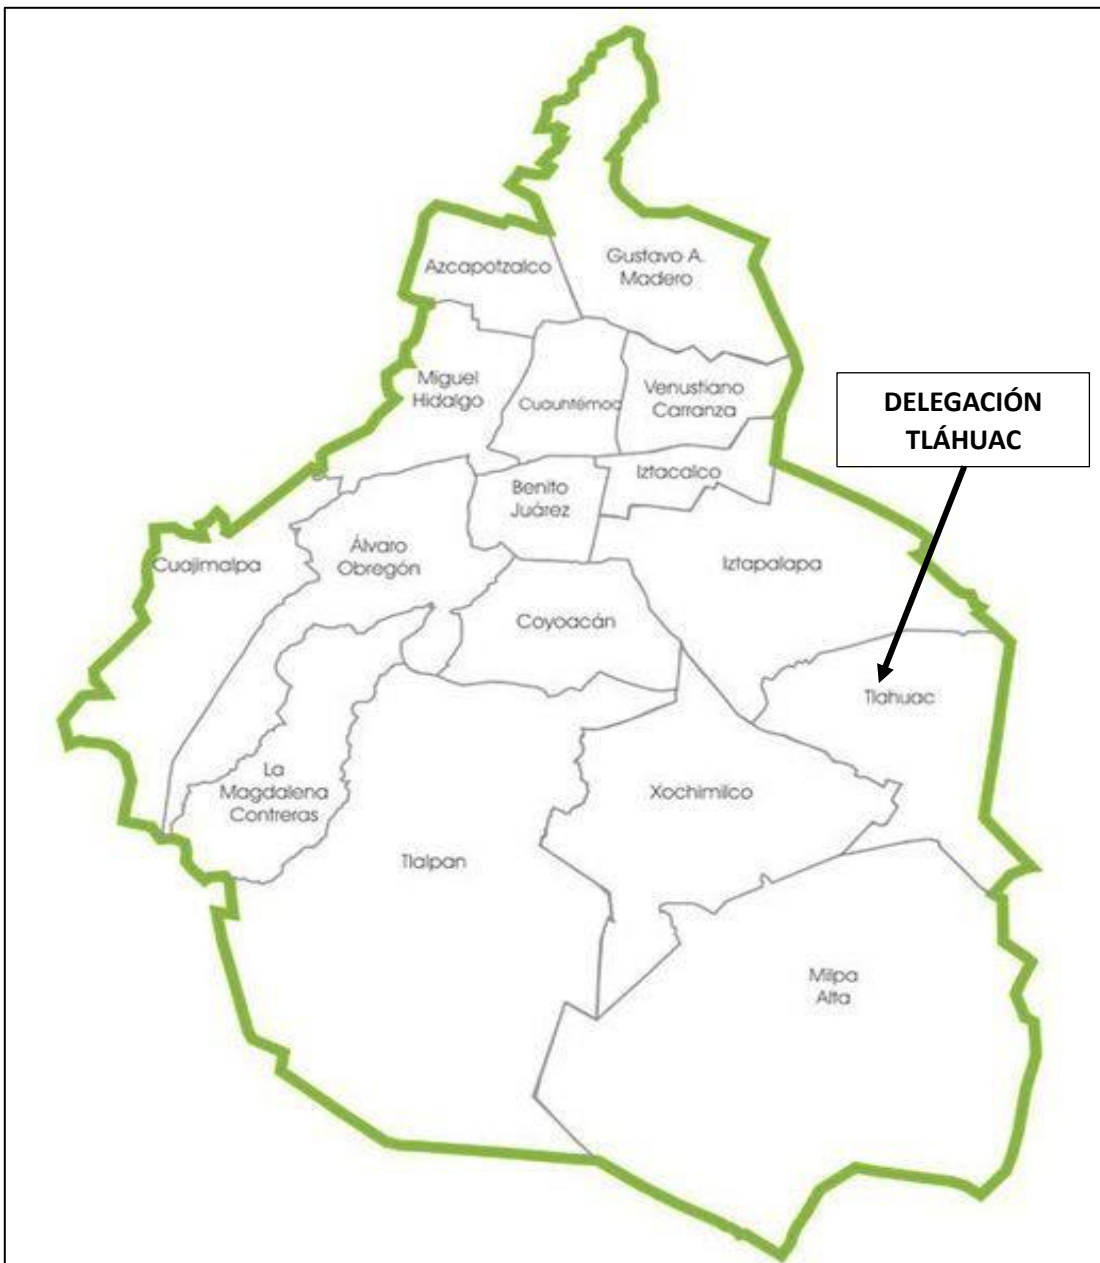 Azcapotzalco
Gustavo A.
Madero
Miguel
Hidalgo
Cuauhtémoc
Venustiano
Carranza
DELEGACIÓN
TLÁHUAC
Iztacalco
Benito
Juárez
Cuajimalpa
Álvaro
Obregón
Iztapalapa
Coyoacán
Tlahuac
La
Magdalena
Contreras
Xochimilco
Tlalpan
Milpa
Alta